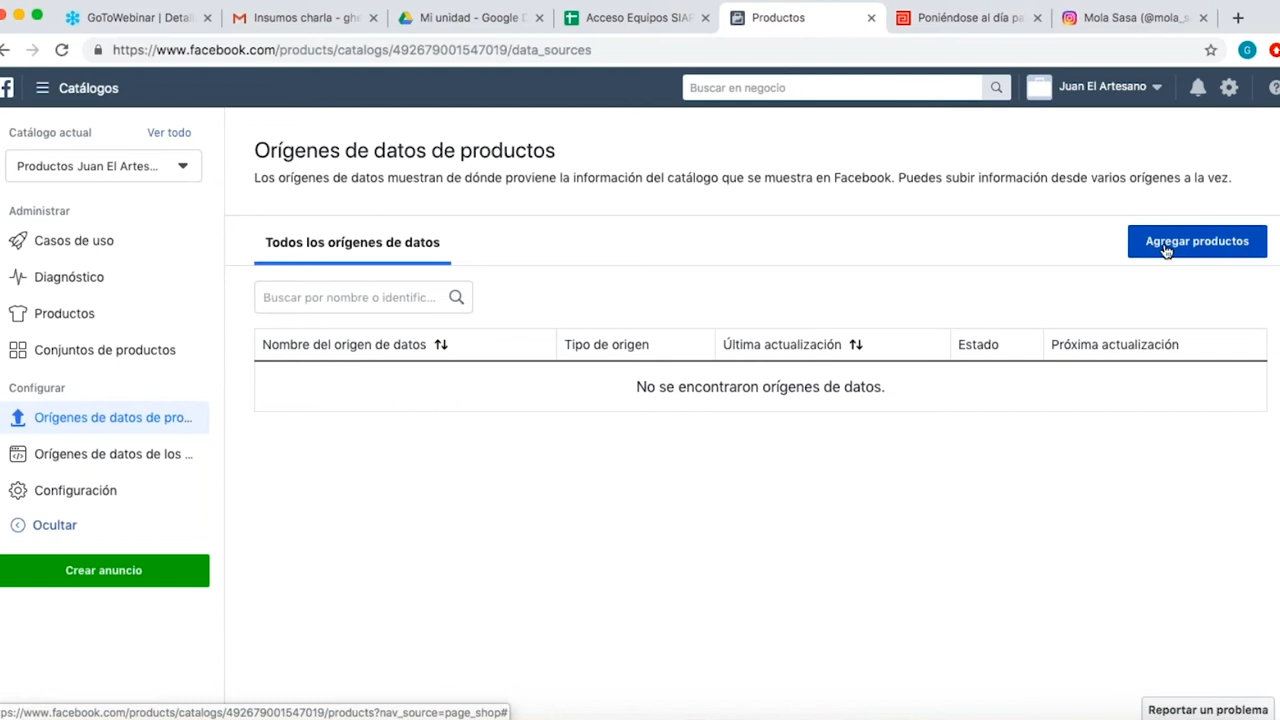 GoToWebinar | Detal
Insumos charla - ghe
Mi unidad - Google D
Acceso Equipos SIAF
Productos
Poniéndose al día pa
Mola Sasa (@mola_s
https://www.facebook.com/products/catalogs/492679001547019/data_sources
G
Catálogos
Buscar en negocio
Juan El Artesano
Catálogo actual
Ver todo
Productos Juan El Artes...
Administrar
Casos de uso
Diagnóstico
Productos
Conjuntos de productos
Configurar
Orígenes de datos de pro...
Orígenes de datos de los ...
Configuración
Ocultar
Crear anuncio
Orígenes de datos de productos
Los orígenes de datos muestran de dónde proviene la información del catálogo que se muestra en Facebook. Puedes subir información desde varios orígenes a la vez.
Todos los orígenes de datos
Agregar productos
Buscar por nombre o identific...
Nombre del origen de datos
Tipo de origen
Última actualización
Estado
Próxima actualización
No se encontraron orígenes de datos.
ps://www.facebook.com/products/catalogs/492679001547019/products?nav_source=page_shop#
Reportar un problema